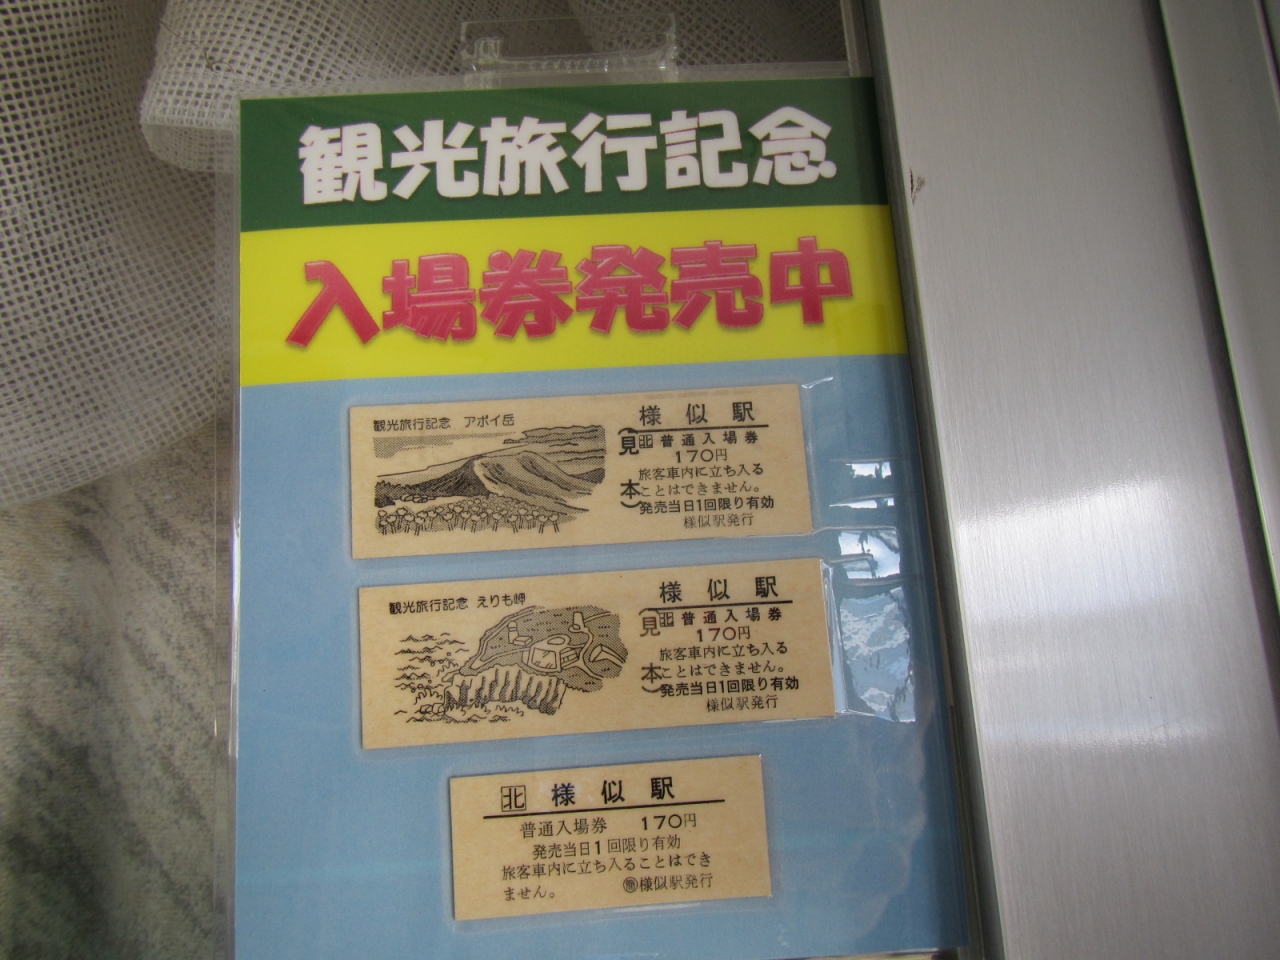 観光旅行記念
入場券発売中
観光旅行記念 アポイ岳
様似駅
(見本)
北 普通入場券
170円
旅客車内に立ち入る
ことはできません。
発売当日1回限り有効
様似駅発行
観光旅行記念 えりも岬
様似駅
(見本)
北 普通入場券
170円
旅客車内に立ち入る
ことはできません。
発売当日1回限り有効
様似駅発行
北 様似駅
普通入場券 170円
発売当日1回限り有効
旅客車内に立ち入ることはでき
ません。
様似駅発行